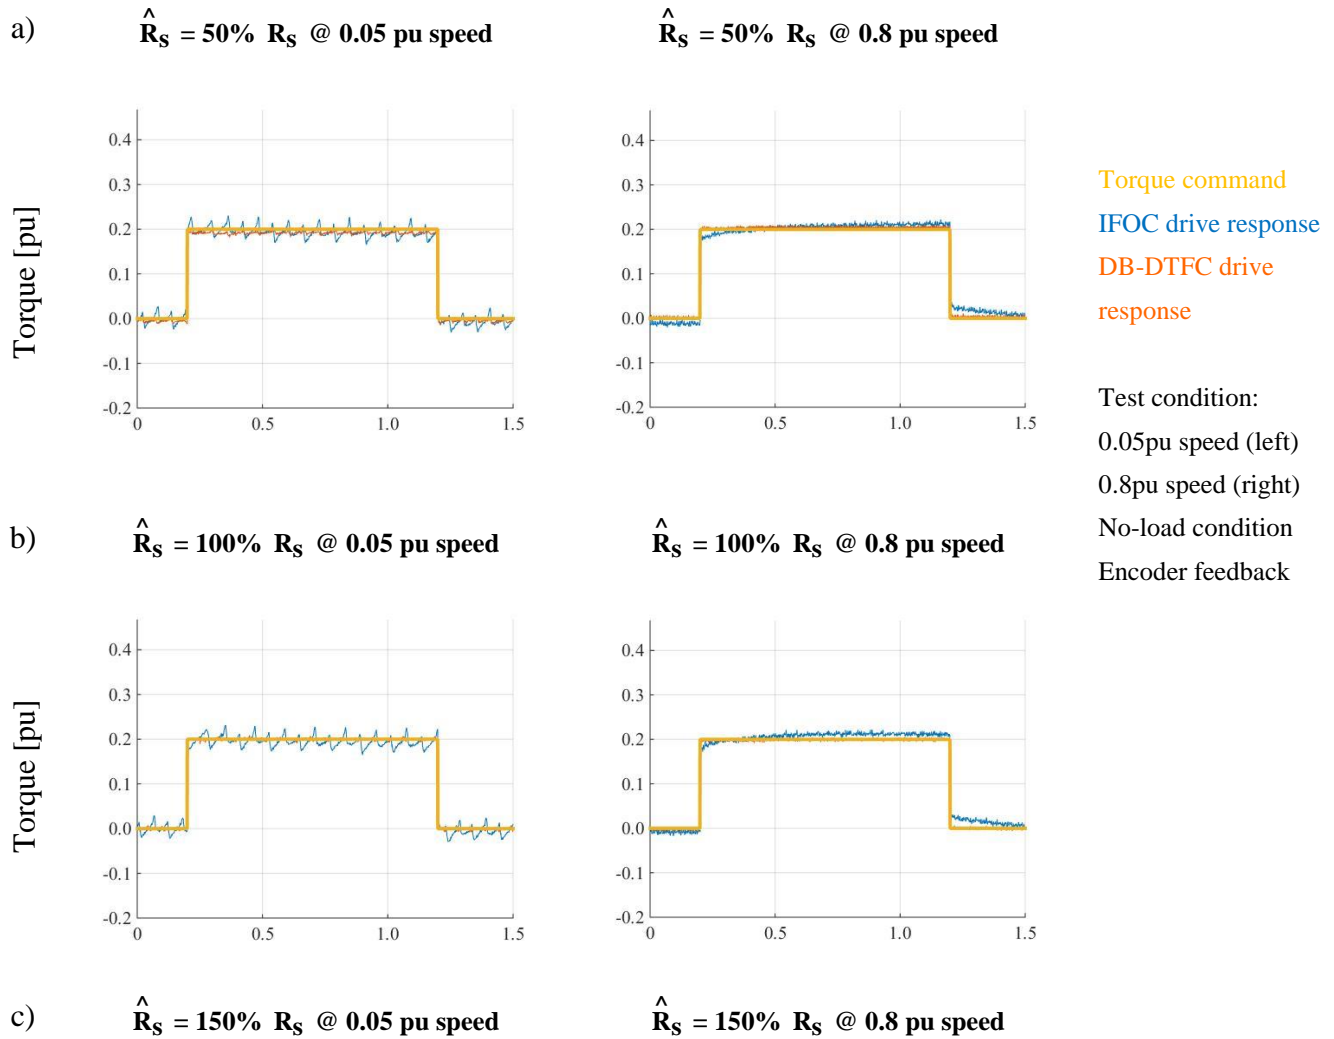 a)
R̂s = 50% Rs @ 0.05 pu speed
R̂s = 50% Rs @ 0.8 pu speed
Torque [pu]
0.4
0.3
0.2
0.1
0.0
-0.1
-0.2
0
0.5
1.0
1.5
0.4
0.3
0.2
0.1
0.0
-0.1
-0.2
0
0.5
1.0
1.5
Torque command
IFOC drive response
DB-DTFC drive
response
Test condition:
0.05pu speed (left)
0.8pu speed (right)
No-load condition
Encoder feedback
b)
R̂s = 100% Rs @ 0.05 pu speed
R̂s = 100% Rs @ 0.8 pu speed
Torque [pu]
0.4
0.3
0.2
0.1
0.0
-0.1
-0.2
0
0.5
1.0
1.5
0.4
0.3
0.2
0.1
0.0
-0.1
-0.2
0
0.5
1.0
1.5
c)
R̂s = 150% Rs @ 0.05 pu speed
R̂s = 150% Rs @ 0.8 pu speed